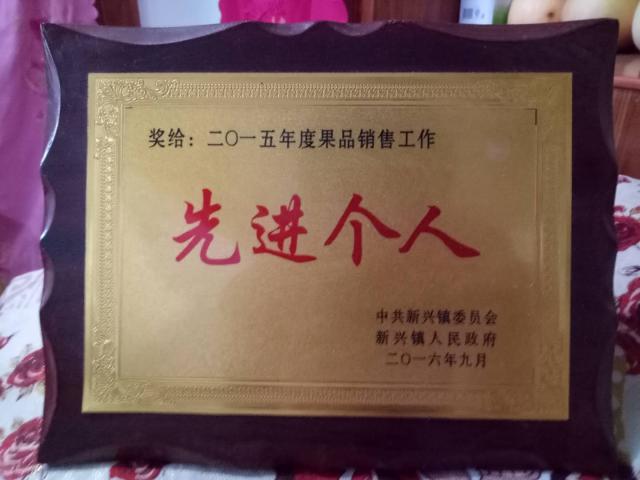 奖给：二〇一五年度果品销售工作
先进个人
中共新兴镇委员会
新兴镇人民政府
二〇一六年九月